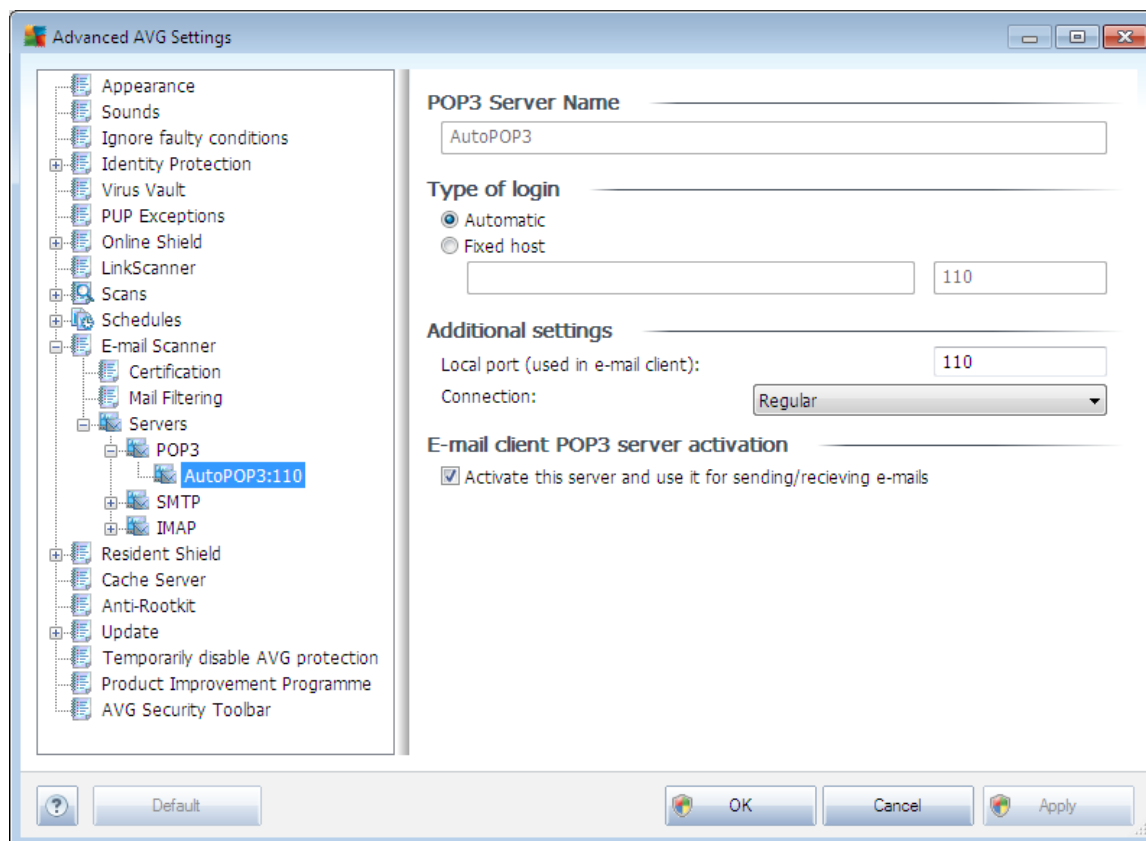 Advanced AVG Settings
Appearance
Sounds
Ignore faulty conditions
Identity Protection
Virus Vault
PUP Exceptions
Online Shield
LinkScanner
Scans
Schedules
E-mail Scanner
Certification
Mail Filtering
Servers
POP3
AutoPOP3:110
SMTP
IMAP
Resident Shield
Cache Server
Anti-Rootkit
Update
Temporarily disable AVG protection
Product Improvement Programme
AVG Security Toolbar
POP3 Server Name
AutoPOP3
Type of login
Automatic
Fixed host
110
Additional settings
Local port (used in e-mail client): 110
Connection: Regular
E-mail client POP3 server activation
Activate this server and use it for sending/recieving e-mails
? Default OK Cancel Apply